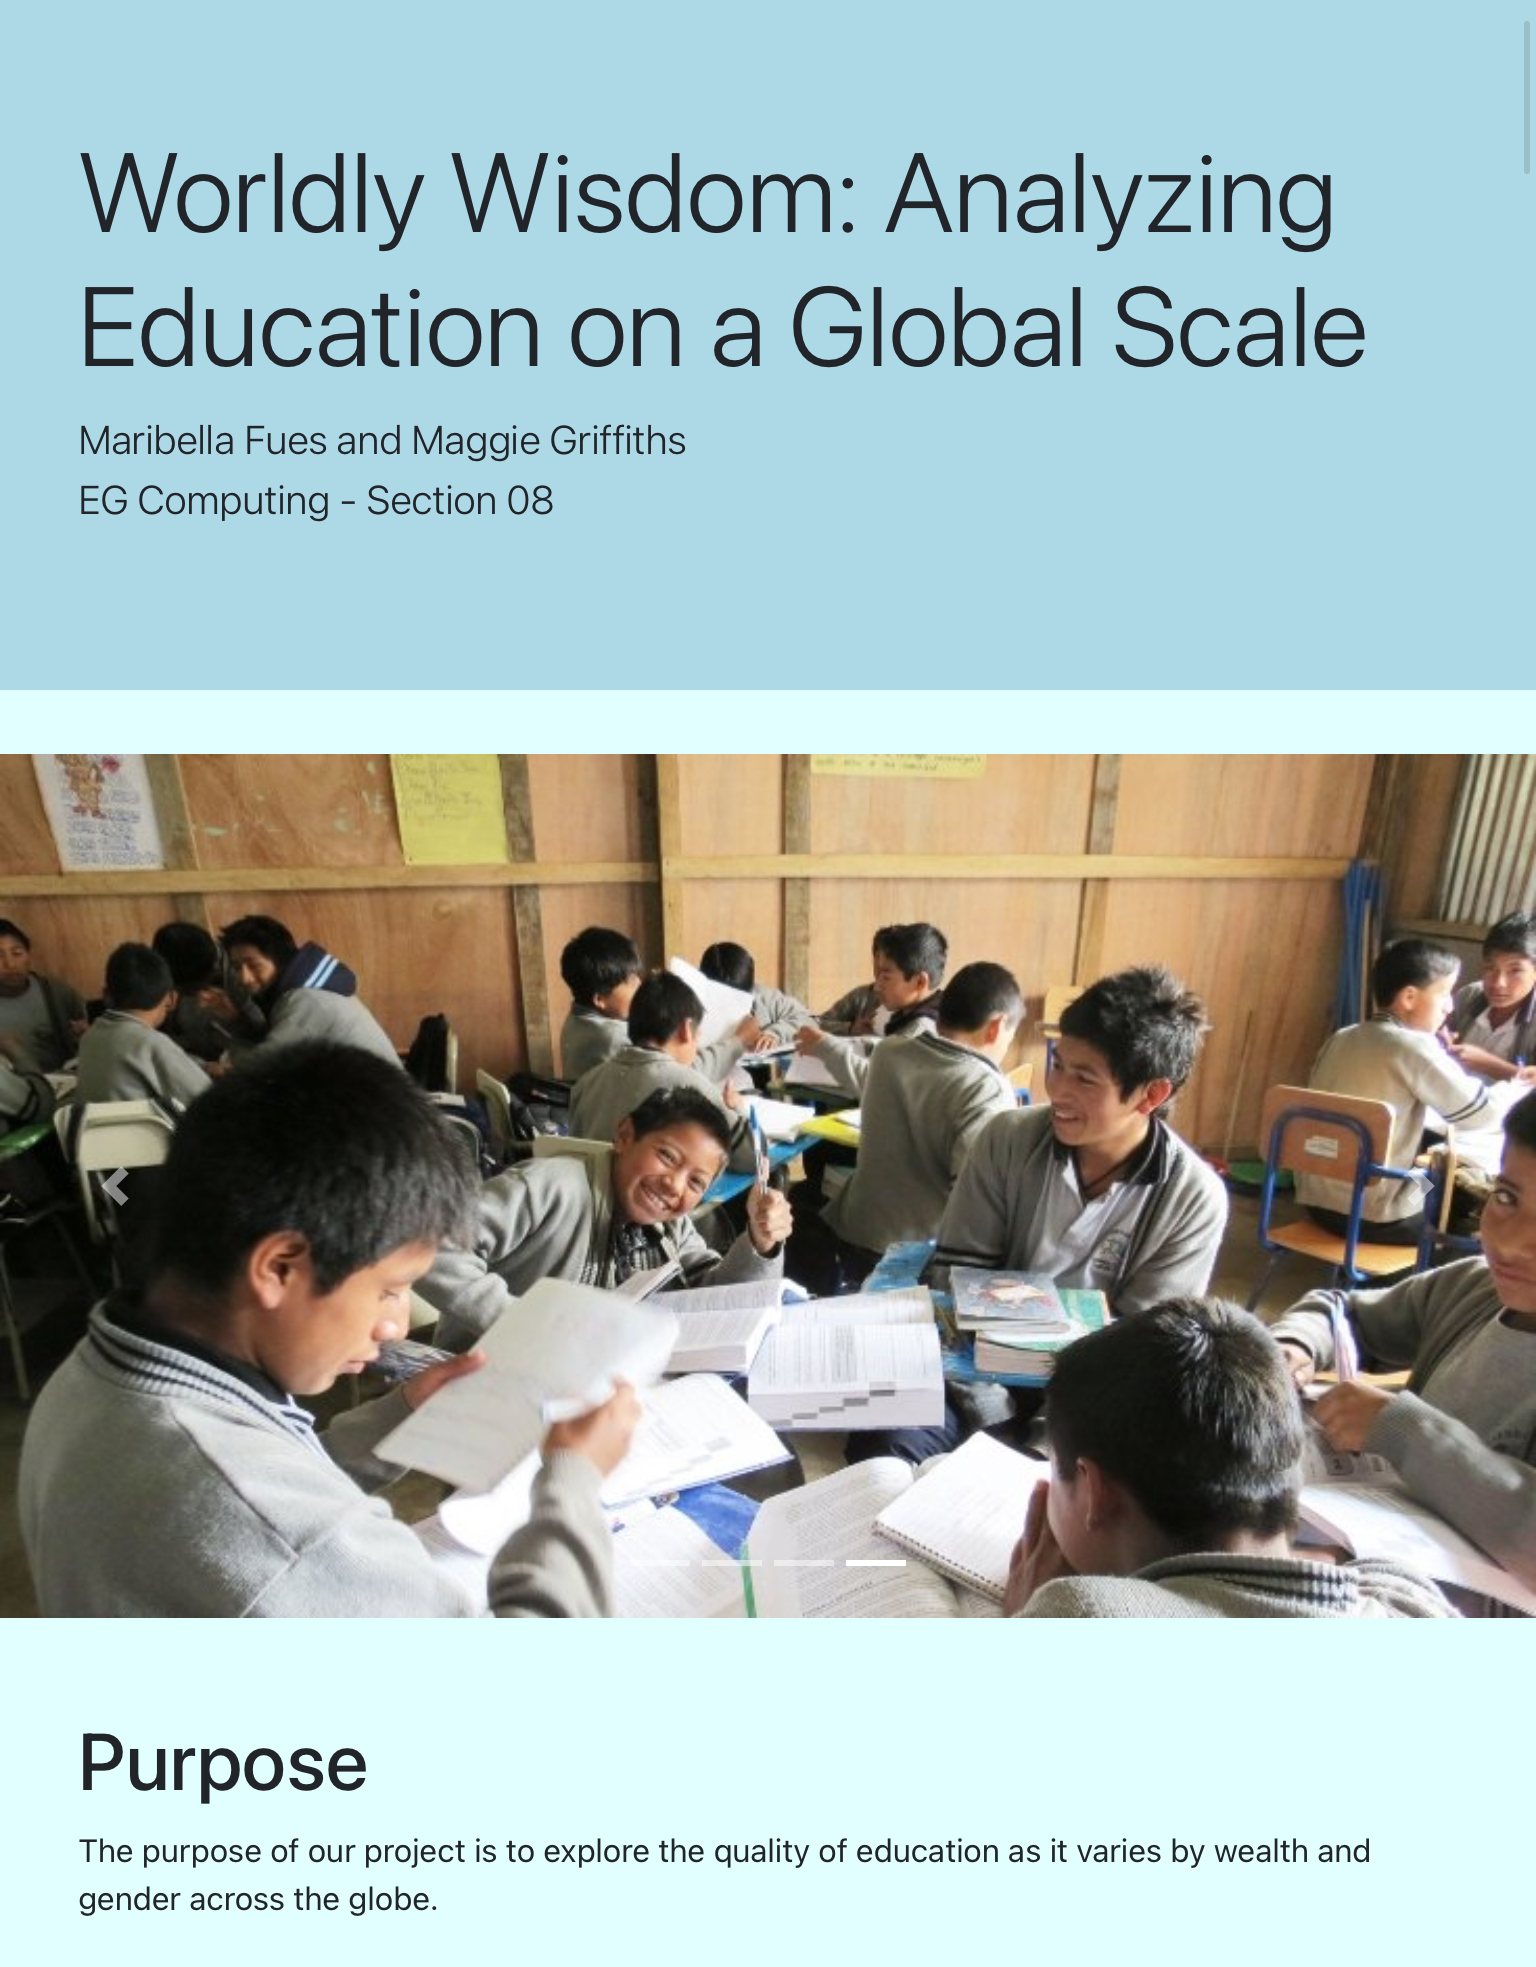 Worldly Wisdom: Analyzing
Education on a Global Scale
Maribella Fues and Maggie Griffiths
EG Computing - Section 08
Purpose
The purpose of our project is to explore the quality of education as it varies by wealth and
gender across the globe.